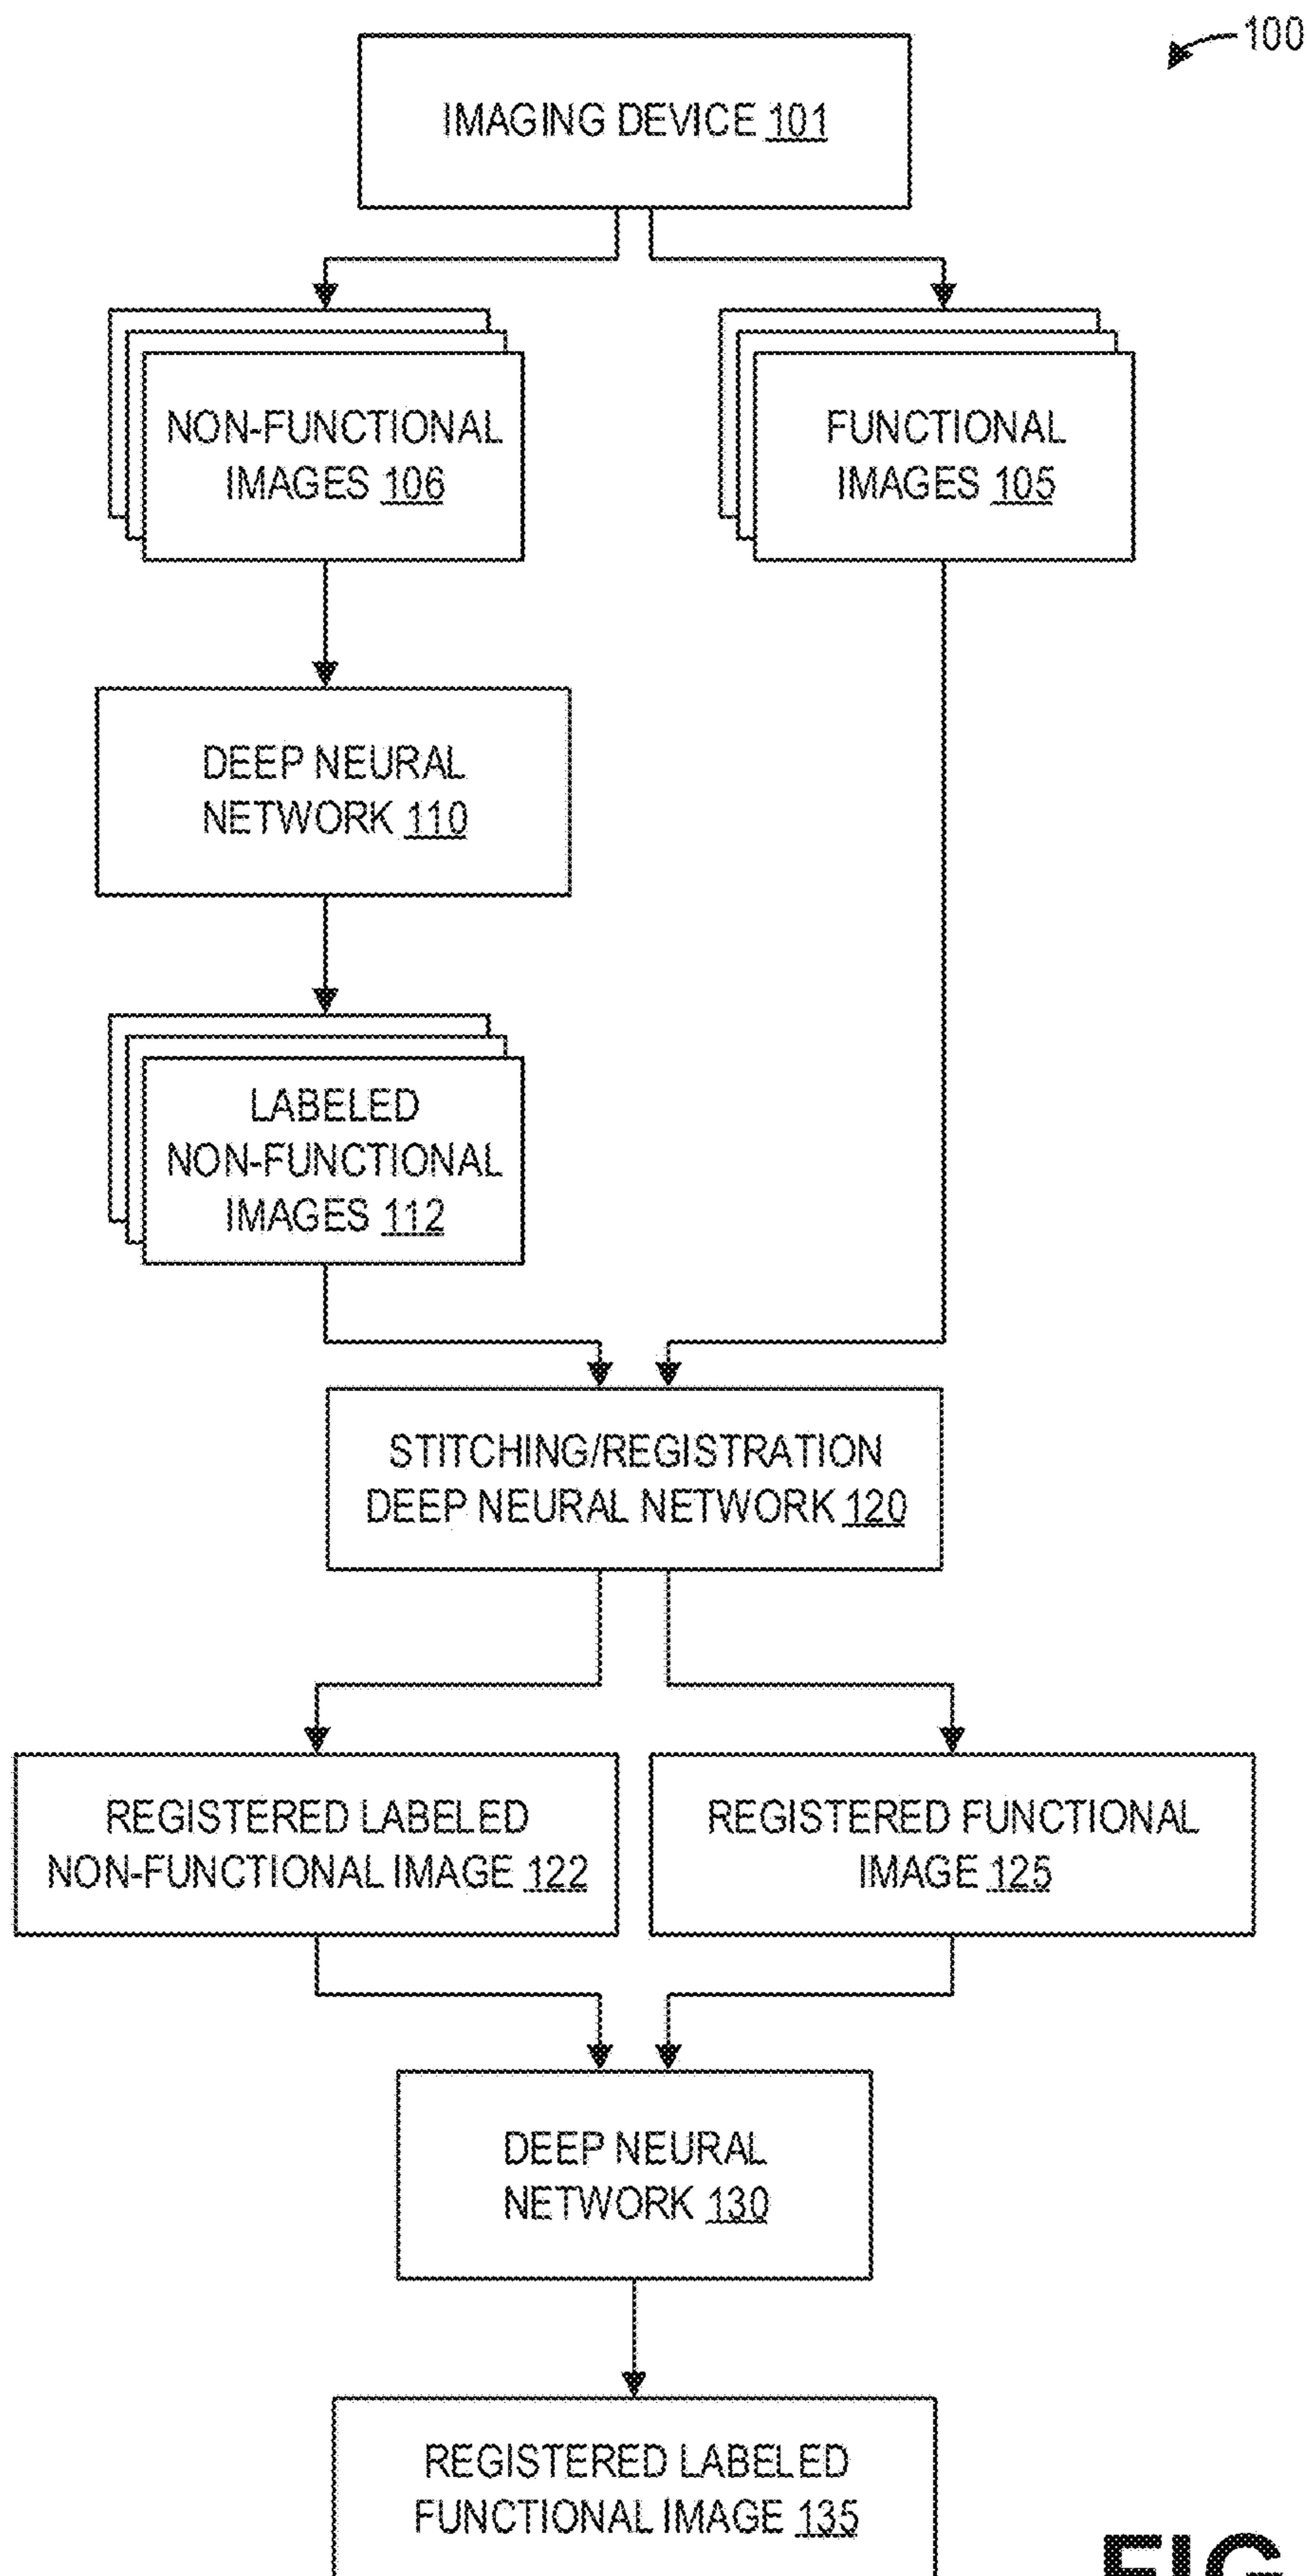 100
IMAGING DEVICE 101
NON-FUNCTIONAL
IMAGES 106
FUNCTIONAL
IMAGES 105
DEEP NEURAL
NETWORK 110
LABELED
NON-FUNCTIONAL
IMAGES 112
STITCHING/REGISTRATION
DEEP NEURAL NETWORK 120
REGISTERED LABELED
NON-FUNCTIONAL IMAGE 122
REGISTERED FUNCTIONAL
IMAGE 125
DEEP NEURAL
NETWORK 130
REGISTERED LABELED
FUNCTIONAL IMAGE 135
FIG